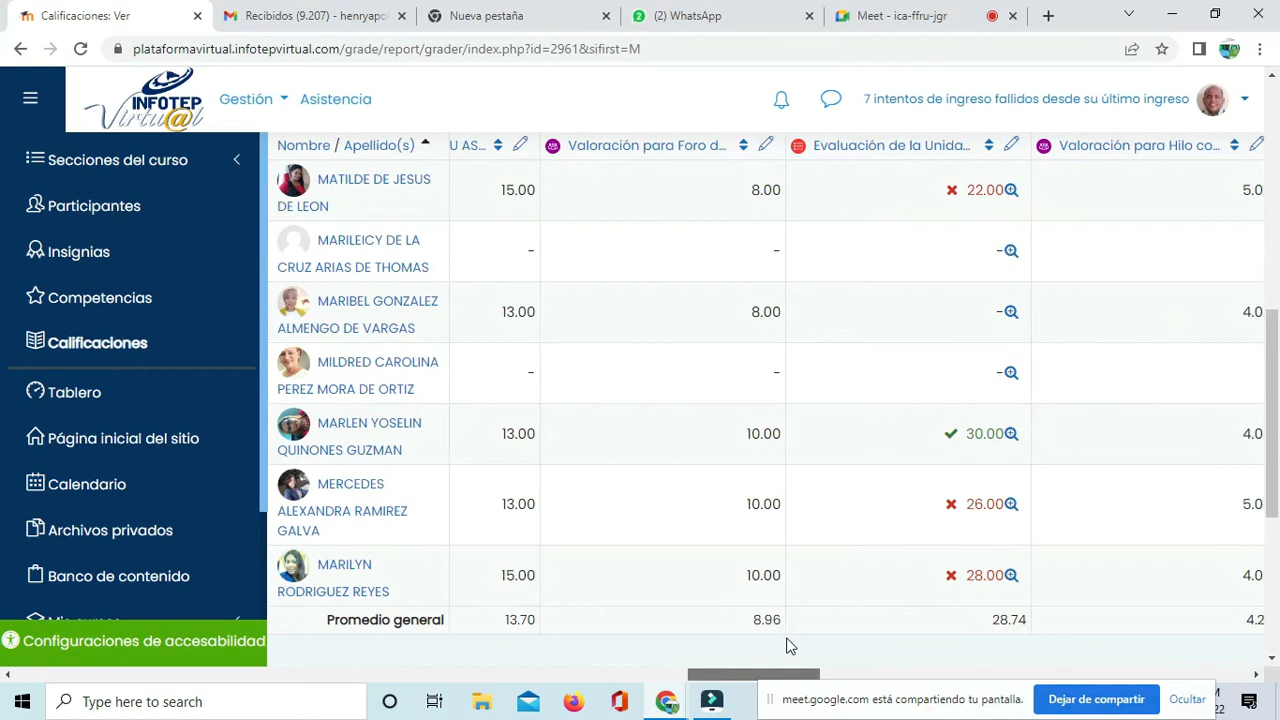 Calificaciones: Vi
Recibidos (9.207) - henrypol
Nueva pestaña
(2) WhatsApp
Meet - ica-ffru-jgr
plataformavirtual.infotepvirtual.com/grade/report/grader/index.php?id=2961&sifirst=M
INFOTEP
Virtu@l
Gestión
Asistencia
7 intentos de ingreso fallidos desde su último ingreso
Secciones del curso
Participantes
Insignias
Competencias
Calificaciones
Tablero
Página inicial del sitio
Calendario
Archivos privados
Banco de contenido
Configuraciones de accesabilidad
Nombre / Apellido(s) U AS... Valoración para Foro d... Evaluación de la Unida... Valoración para Hilo co...
MATILDE DE JESUS
DE LEON
15.00 8.00 22.00 5.0
MARILEICY DE LA
CRUZ ARIAS DE THOMAS
- - -
MARIBEL GONZALEZ
ALMENGO DE VARGAS
13.00 8.00 - 4.0
MILDRED CAROLINA
PEREZ MORA DE ORTIZ
- - -
MARLEN YOSELIN
QUINONES GUZMAN
13.00 10.00 30.00 4.0
MERCEDES
ALEXANDRA RAMIREZ
GALVA
13.00 10.00 26.00 5.0
MARILYN
RODRIGUEZ REYES
15.00 10.00 28.00 4.0
Promedio general 13.70 8.96 28.74 4.2
Type here to search
meet.google.com está compartiendo tu pantalla.
Dejar de compartir
Ocultar